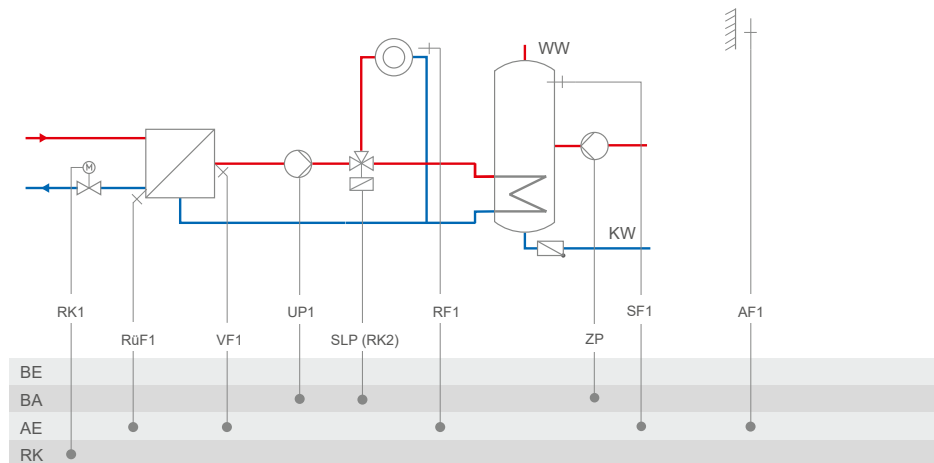 WW
M
KW
RK1 UP1 RF1 SF1 AF1
RüF1 VF1 SLP (RK2) ZP
BE
BA
AE
RK